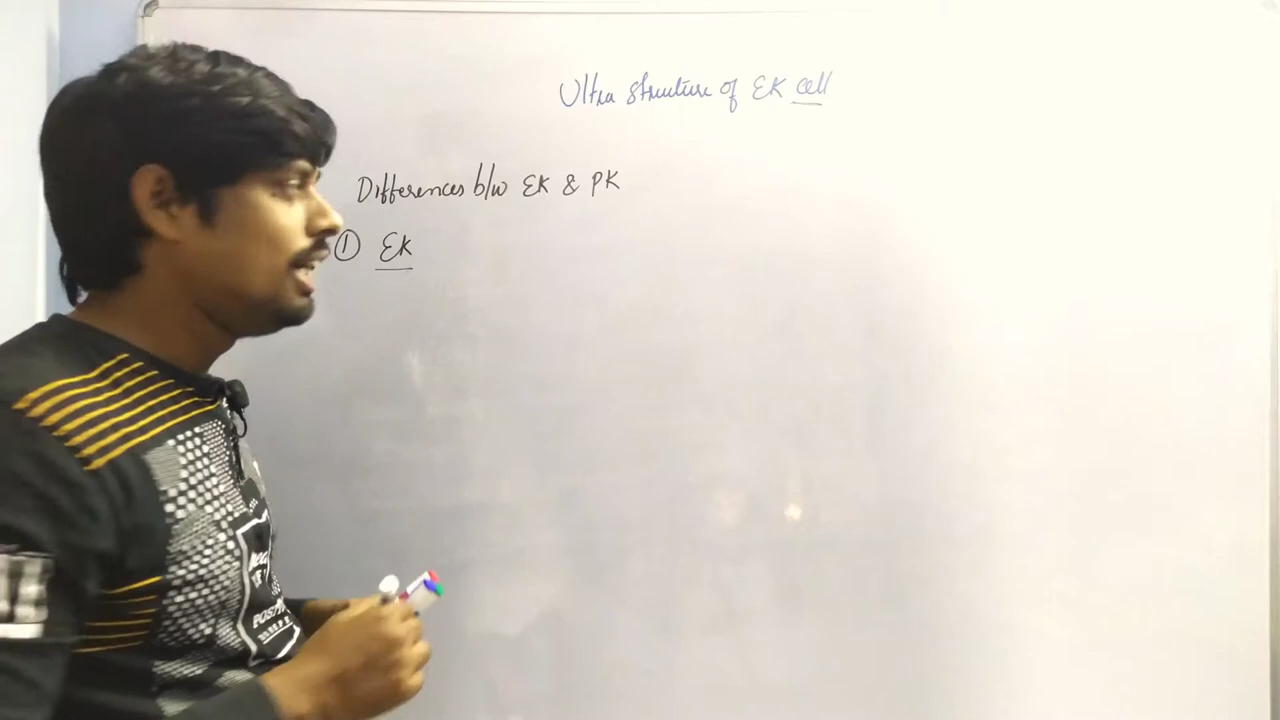 Ultra structure of EK cell
Differences b/w EK & PK
① EK